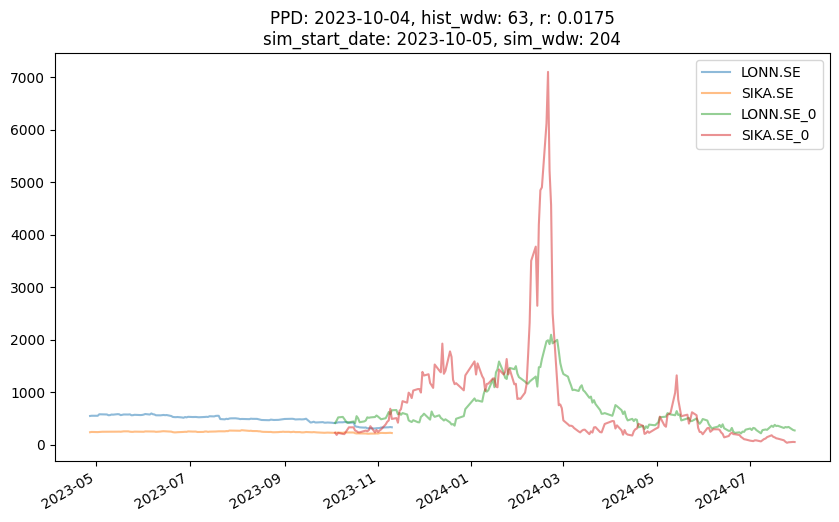 PPD: 2023-10-04, hist_wdw: 63, r: 0.0175
sim_start_date: 2023-10-05, sim_wdw: 204
7000
6000
5000
4000
3000
2000
1000
0
LONN.SE
SIKA.SE
LONN.SE_0
SIKA.SE_0
2023-05
2023-07
2023-09
2023-11
2024-01
2024-03
2024-05
2024-07